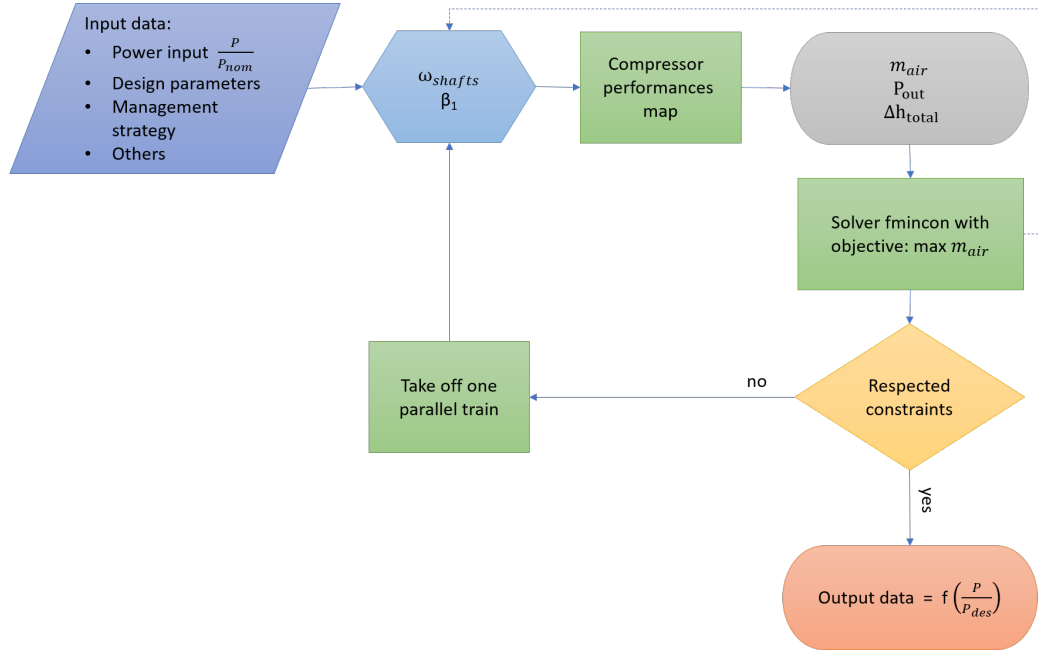 Input data:
• Power input P/P_nom
• Design parameters
• Management
strategy
• Others
ω_shafts
β_1
Compressor
performances
map
m_air
P_out
Δh_total
Solver fmincon with
objective: max m_air
Respected
constraints
no
Take off one
parallel train
yes
Output data = f (P/P_des)